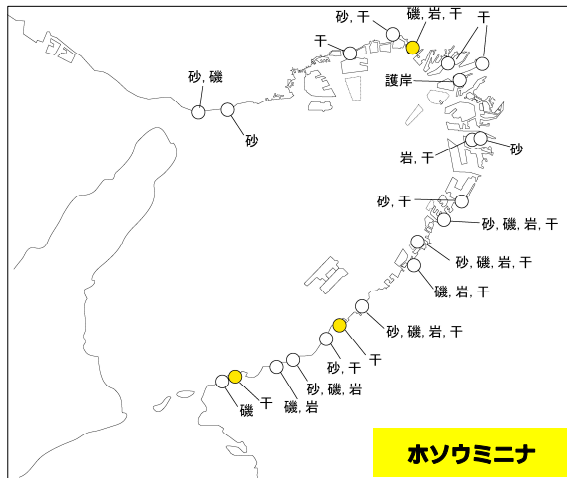 砂, 干
磯, 岩, 干
干
干
護岸
砂, 磯
砂
岩, 干
砂
砂, 干
砂, 磯, 岩, 干
砂, 磯, 岩, 干
磯, 岩, 干
砂, 磯, 岩, 干
干
砂, 干
砂, 磯, 岩
磯, 岩
干
磯
ホソウミニナ